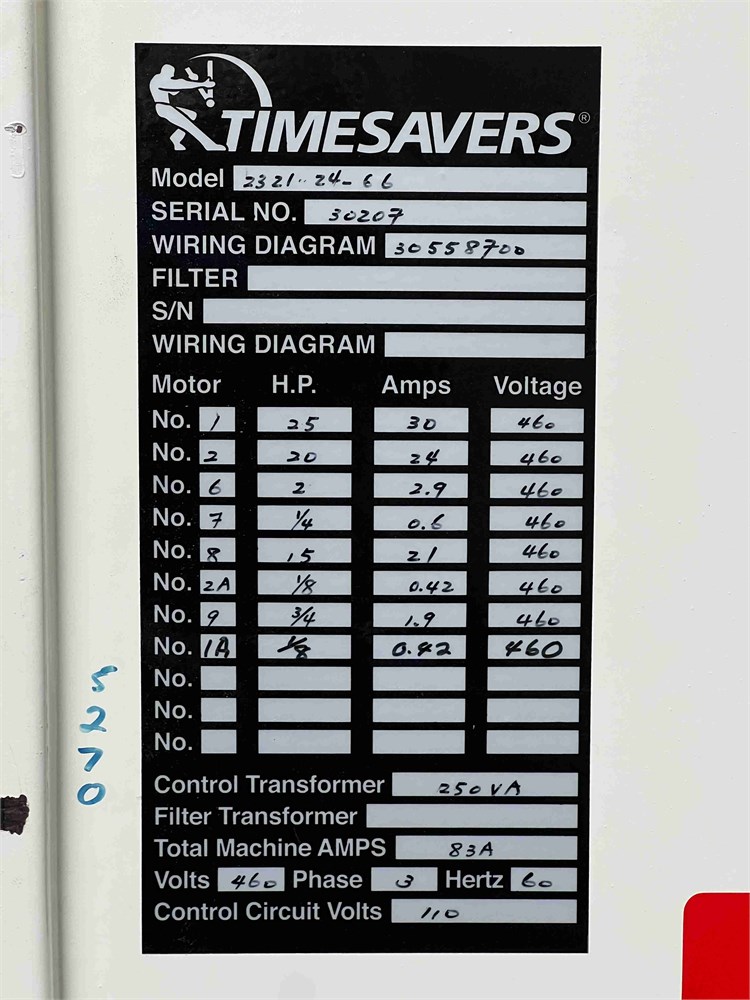 TIMESAVERS®
Model 2321-24-66
SERIAL NO. 30207
WIRING DIAGRAM 30558700
FILTER
S/N
WIRING DIAGRAM
Motor H.P. Amps Voltage
No. 1 25 30 460
No. 2 20 24 460
No. 6 2 2.9 460
No. 7 1/4 0.6 460
No. 8 15 21 460
No. 2A 1/8 0.42 460
No. 9 3/4 1.9 460
No. 1A 1/8 0.42 460
No.
No.
No.
Control Transformer 250VA
Filter Transformer
Total Machine AMPS 83A
Volts 460 Phase 3 Hertz 60
Control Circuit Volts 110
5270